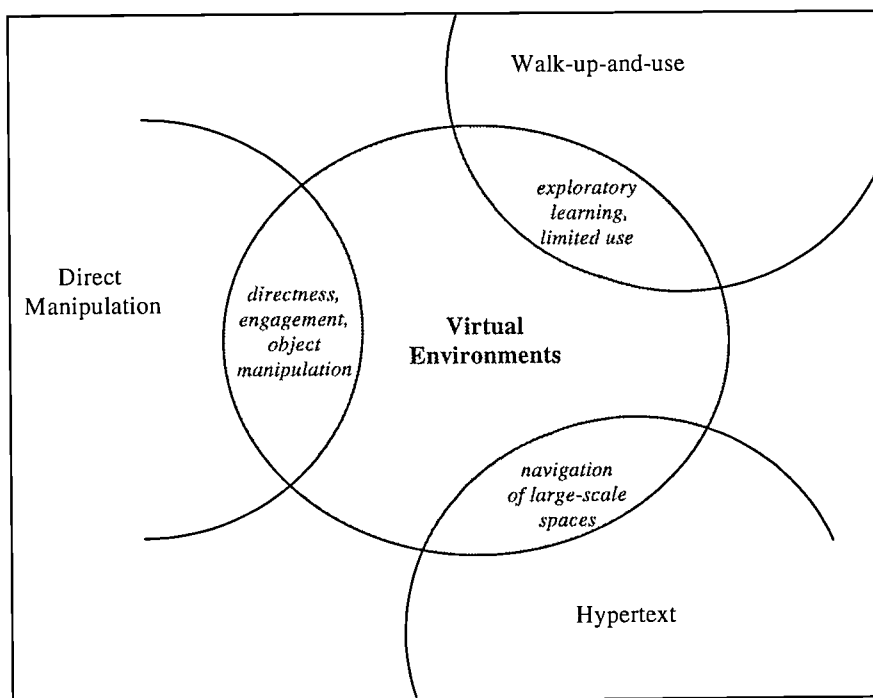 Walk-up-and-use
exploratory
learning,
limited use
Direct
Manipulation
directness,
engagement,
object
manipulation
Virtual
Environments
navigation
of large-scale
spaces
Hypertext